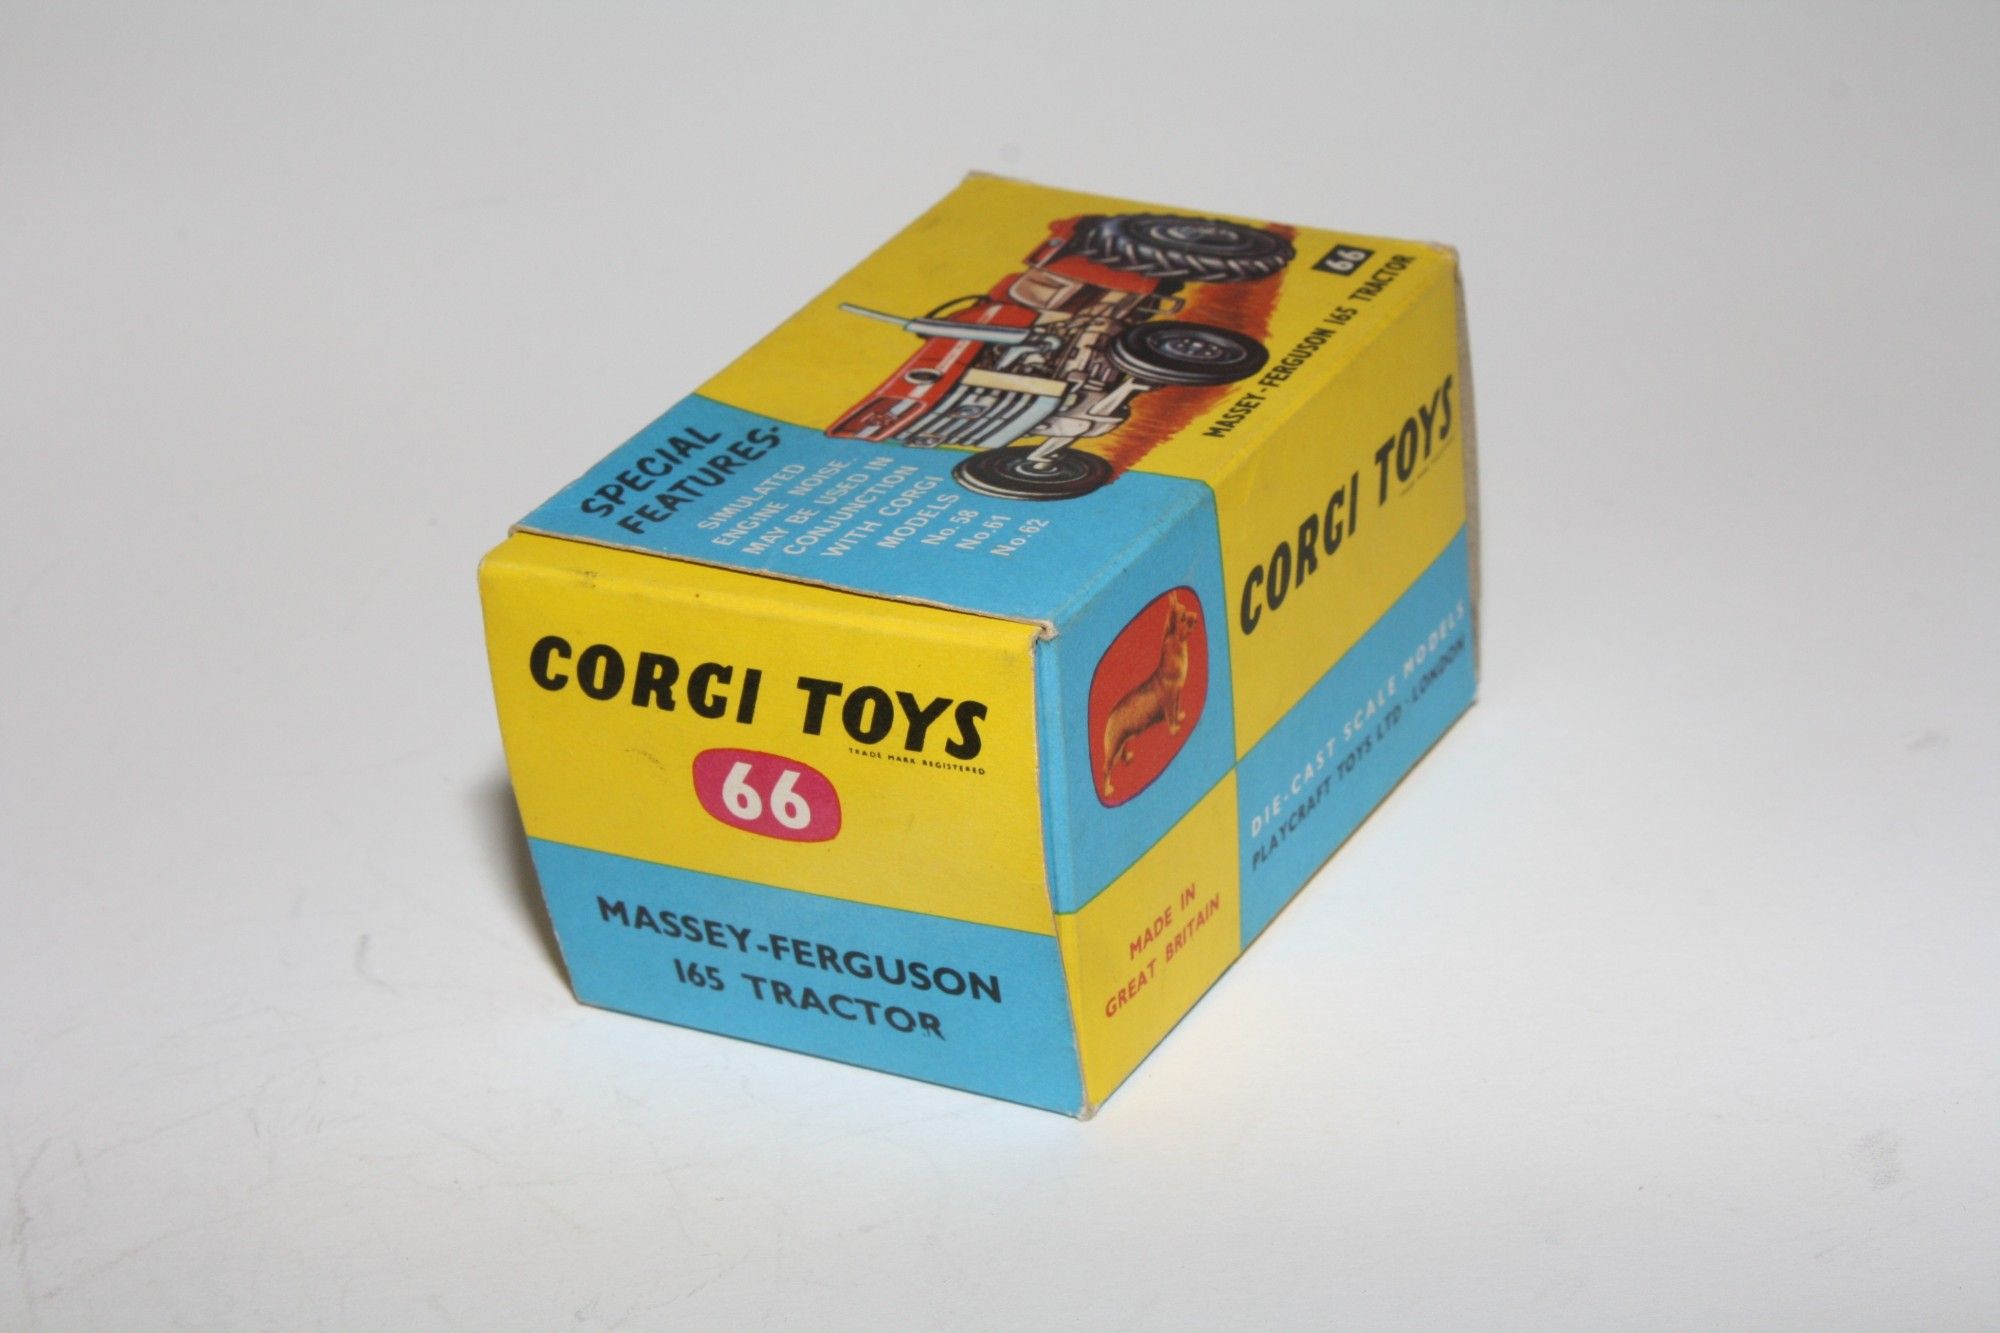 66
MASSEY-FERGUSON 165 TRACTOR
SPECIAL
FEATURES
SIMULATED
ENGINE NOISE.
MAY BE USED IN
CONJUNCTION
WITH CORGI
MODELS
No. 58
No. 61
No. 62
CORGI TOYS
TRADE MARK REGISTERED
66
MASSEY-FERGUSON
165 TRACTOR
CORGI TOYS
DIE-CAST SCALE MODELS
PLAYCRAFT TOYS LTD · LONDON
MADE IN
GREAT BRITAIN